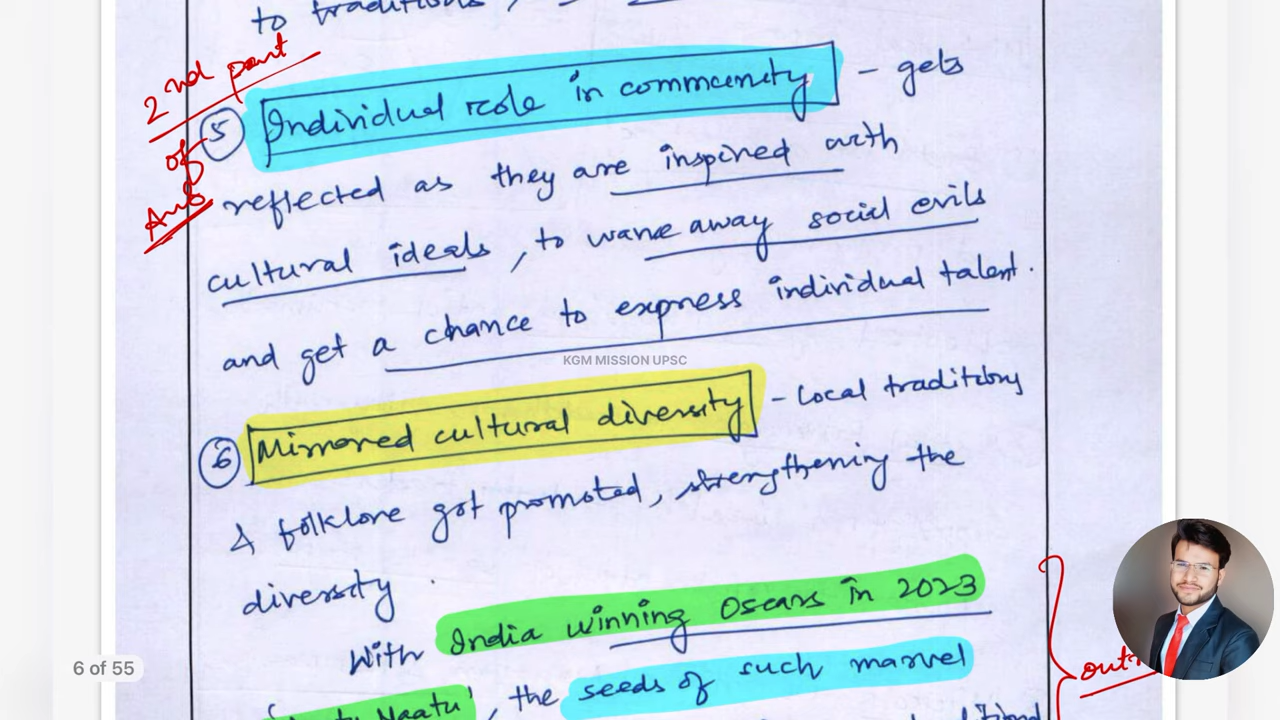 to traditions,
2nd part
of
Ans
⑤ Individual role in community - gets
reflected as they are inspired with
cultural ideals, to wane away social evils
and get a chance to express individual talent.
KGM MISSION UPSC
⑥ Mirrored cultural diversity - Local traditions
& folklore got promoted, strengthening the
diversity.
With India winning Oscars in 2023
Naatu', the seeds of such marvel
6 of 55